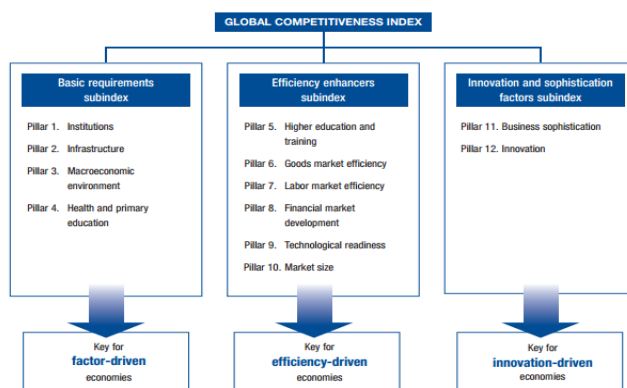 GLOBAL COMPETITIVENESS INDEX
Basic requirements
subindex
Pillar 1. Institutions
Pillar 2. Infrastructure
Pillar 3. Macroeconomic
environment
Pillar 4. Health and primary
education
Key for
factor-driven
economies
Efficiency enhancers
subindex
Pillar 5. Higher education and
training
Pillar 6. Goods market efficiency
Pillar 7. Labor market efficiency
Pillar 8. Financial market
development
Pillar 9. Technological readiness
Pillar 10. Market size
Key for
efficiency-driven
economies
Innovation and sophistication
factors subindex
Pillar 11. Business sophistication
Pillar 12. Innovation
Key for
innovation-driven
economies